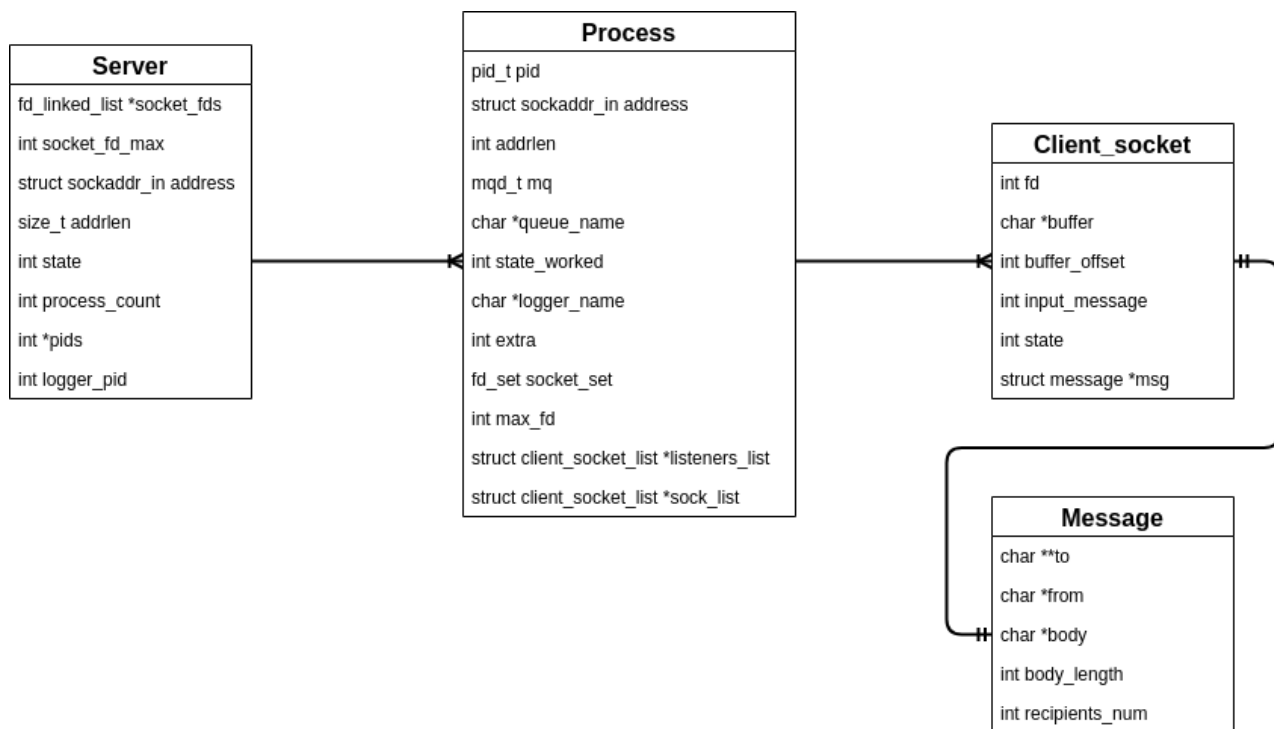 Server
fd_linked_list *socket_fds
int socket_fd_max
struct sockaddr_in address
size_t addrlen
int state
int process_count
int *pids
int logger_pid
Process
pid_t pid
struct sockaddr_in address
int addrlen
mqd_t mq
char *queue_name
int state_worked
char *logger_name
int extra
fd_set socket_set
int max_fd
struct client_socket_list *listeners_list
struct client_socket_list *sock_list
Client_socket
int fd
char *buffer
int buffer_offset
int input_message
int state
struct message *msg
Message
char **to
char *from
char *body
int body_length
int recipients_num